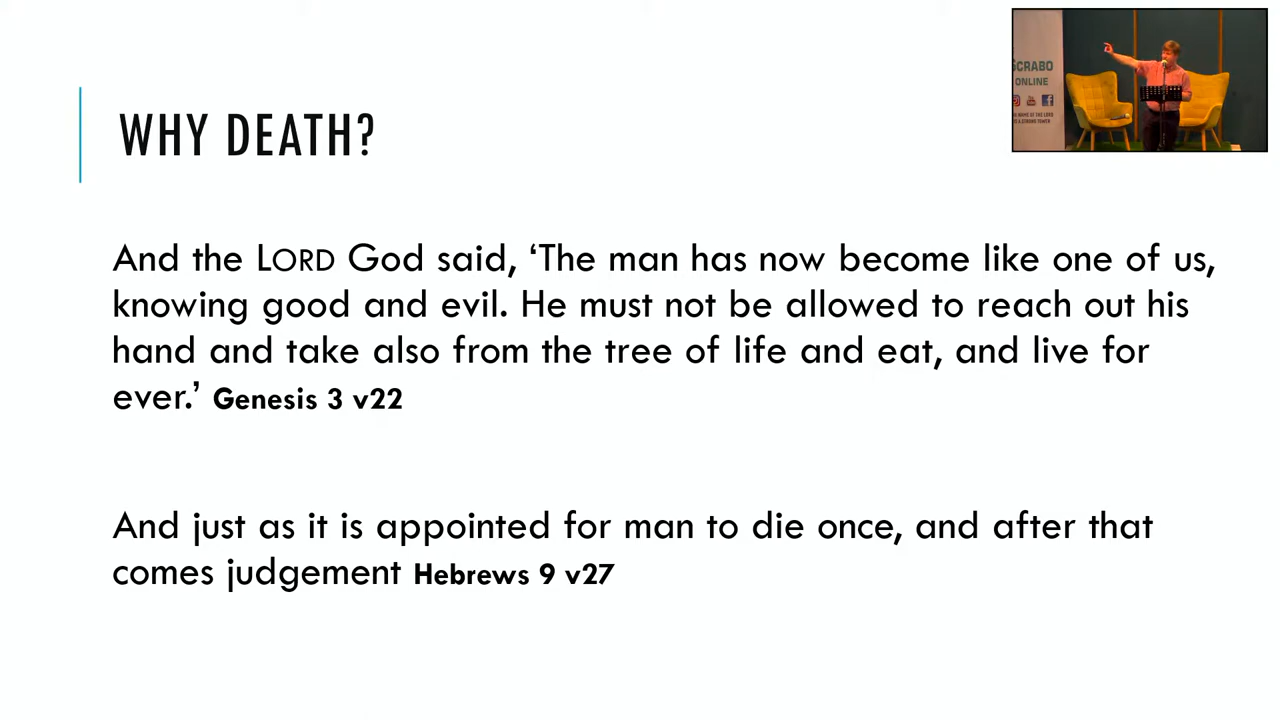 SCRABO
ONLINE
WHY DEATH?
And the LORD God said, ‘The man has now become like one of us,
knowing good and evil. He must not be allowed to reach out his
hand and take also from the tree of life and eat, and live for
ever.’ Genesis 3 v22
And just as it is appointed for man to die once, and after that
comes judgement Hebrews 9 v27